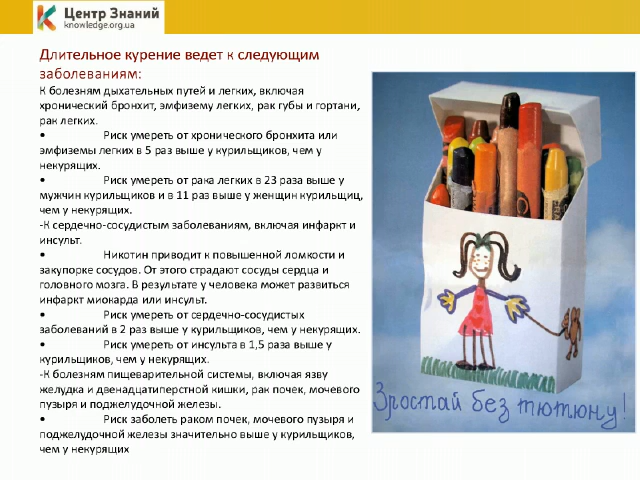 Центр Знаний
knowledge.org.ua
Длительное курение ведет к следующим
заболеваниям:
К болезням дыхательных путей и легких, включая
хронический бронхит, эмфизему легких, рак губы и гортани,
рак легких.
• Риск умереть от хронического бронхита или
эмфиземы легких в 5 раз выше у курильщиков, чем у
некурящих.
• Риск умереть от рака легких в 23 раза выше у
мужчин курильщиков и в 11 раз выше у женщин курильщиц,
чем у некурящих.
-К сердечно-сосудистым заболеваниям, включая инфаркт и
инсульт.
• Никотин приводит к повышенной ломкости и
закупорке сосудов. От этого страдают сосуды сердца и
головного мозга. В результате у человека может развиться
инфаркт миокарда или инсульт.
• Риск умереть от сердечно-сосудистых
заболеваний в 2 раз выше у курильщиков, чем у некурящих.
• Риск умереть от инсульта в 1,5 раза выше у
курильщиков, чем у некурящих.
-К болезням пищеварительной системы, включая язву
желудка и двенадцатиперстной кишки, рак почек, мочевого
пузыря и поджелудочной железы.
• Риск заболеть раком почек, мочевого пузыря и
поджелудочной железы значительно выше у курильщиков,
чем у некурящих
Зростай без тютюну!